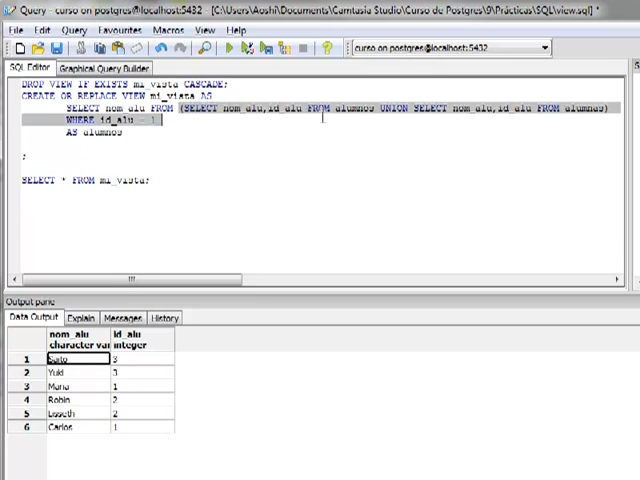 Query - curso on postgres@localhost:5432 - [C:\Users\Aoshi\Documents\Camtasia Studio\Curso de Postgres\9\Prácticas\SQL\view.sql] *
File Edit Query Favourites Macros View Help
curso on postgres@localhost:5432
SQL Editor Graphical Query Builder
DROP VIEW IF EXISTS mi_vista CASCADE;
CREATE OR REPLACE VIEW mi_vista AS
SELECT nom_alu FROM (SELECT nom_alu,id_alu FROM alumnos UNION SELECT nom_alu,id_alu FROM alumnas)
WHERE id_alu = 1
AS alumnos
;
SELECT * FROM mi_vista;
Output pane
Data Output Explain Messages History
nom_alu id_alu
character var integer
1 Saito 3
2 Yuki 3
3 Maria 1
4 Robin 2
5 Lisseth 2
6 Carlos 1